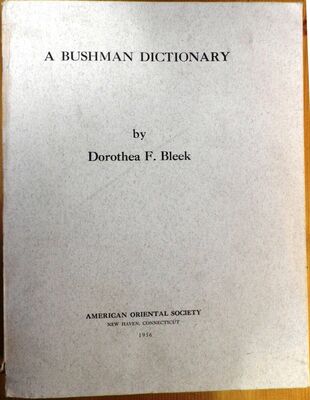 A BUSHMAN DICTIONARY
by
Dorothea F. Bleek
AMERICAN ORIENTAL SOCIETY
NEW HAVEN, CONNECTICUT
1956